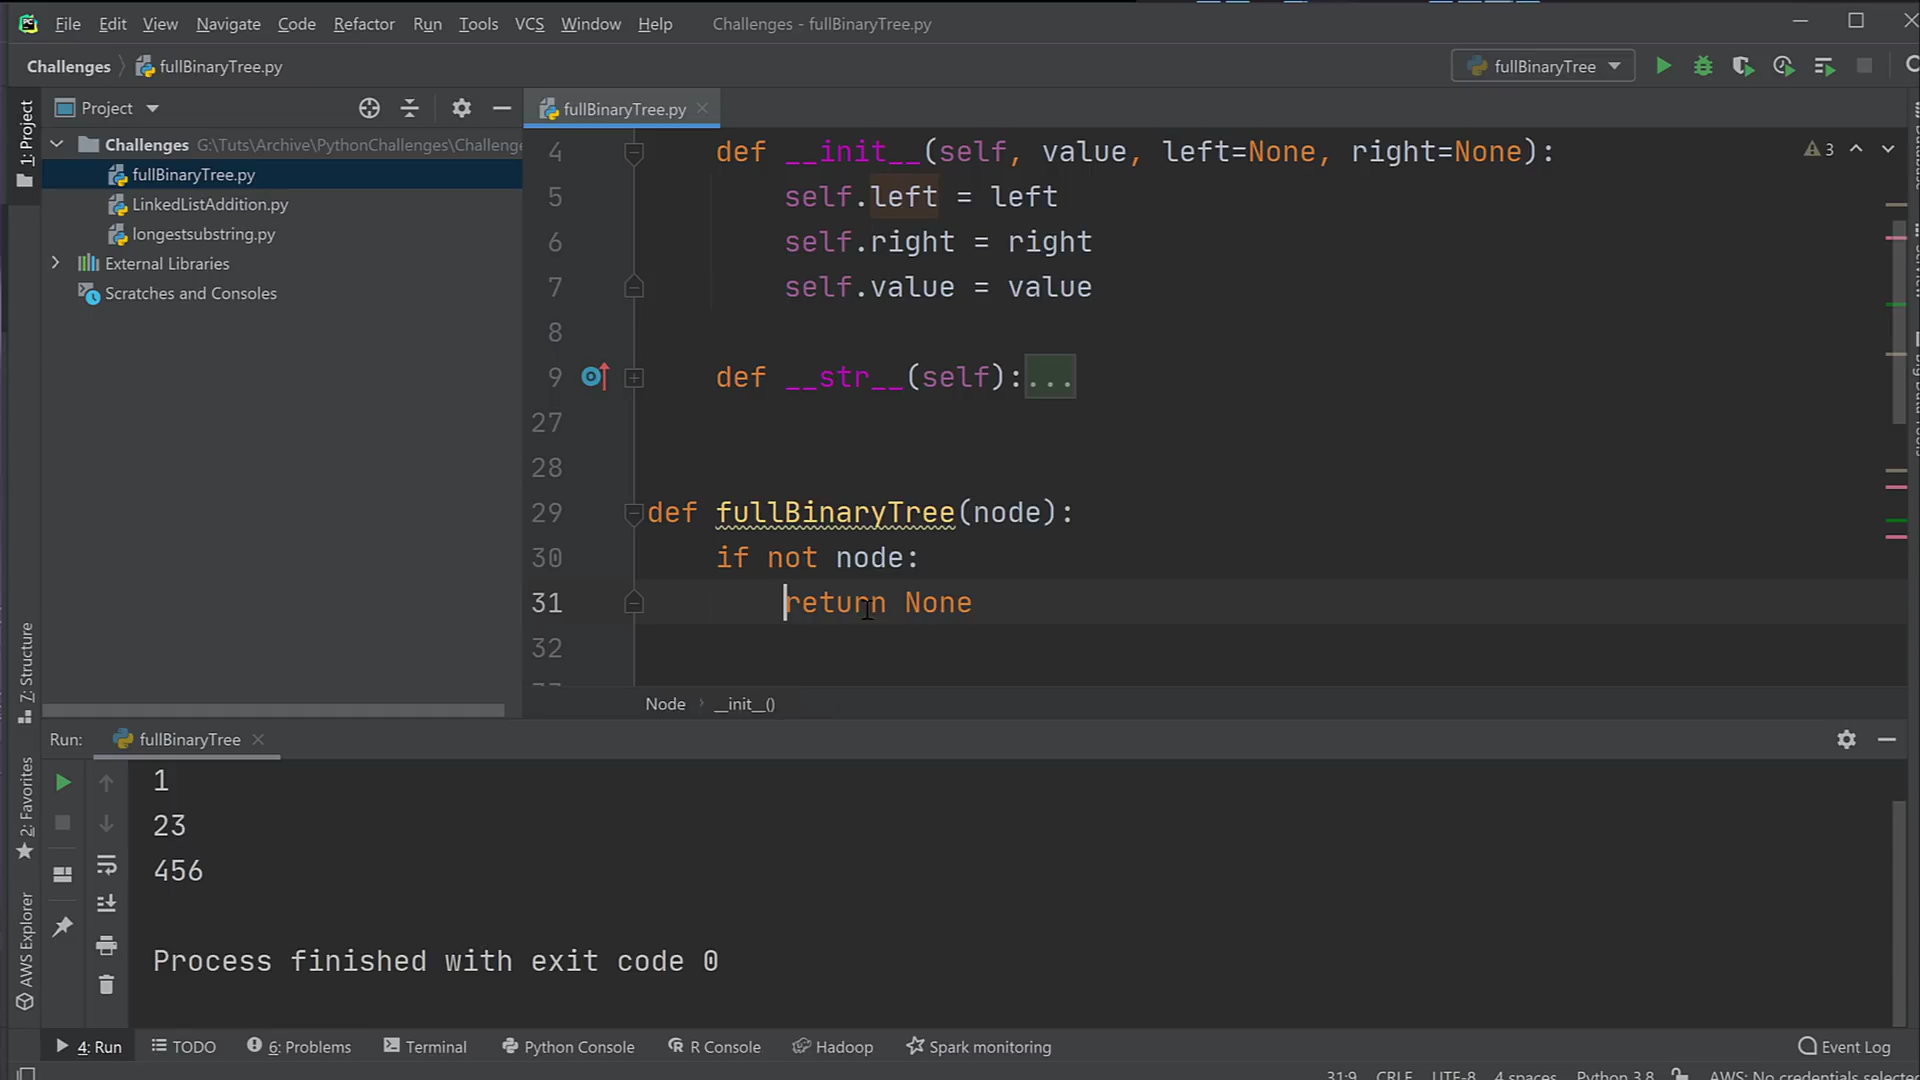 File Edit View Navigate Code Refactor Run Tools VCS Window Help Challenges - fullBinaryTree.py
Challenges fullBinaryTree.py fullBinaryTree
1: Project
Project
Challenges G:\Tuts\Archive\PythonChallenges\Challenge
fullBinaryTree.py
LinkedListAddition.py
longestsubstring.py
External Libraries
Scratches and Consoles
fullBinaryTree.py
3
4 def __init__(self, value, left=None, right=None):
5 self.left = left
6 self.right = right
7 self.value = value
8
9 def __str__(self):...
27
28
29 def fullBinaryTree(node):
30 if not node:
31 return None
32
Node __init__()
7: Structure
2: Favorites
AWS Explorer
Run: fullBinaryTree
1
23
456
Process finished with exit code 0
4: Run TODO 6: Problems Terminal Python Console R Console Hadoop Spark monitoring Event Log
31:9 CRLF UTF-8 4 spaces Python 3.8 AWS: No credentials selected